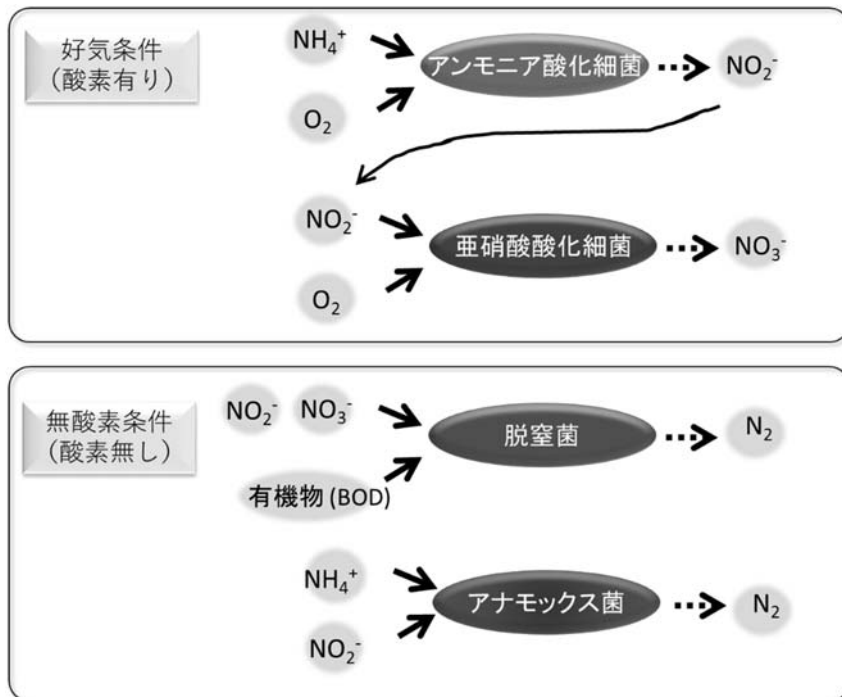 好気条件
(酸素有り)
NH₄⁺
アンモニア酸化細菌
NO₂⁻
O₂
NO₂⁻
亜硝酸酸化細菌
NO₃⁻
O₂
無酸素条件
(酸素無し)
NO₂⁻ NO₃⁻
脱窒菌
N₂
有機物 (BOD)
NH₄⁺
アナモックス菌
N₂
NO₂⁻